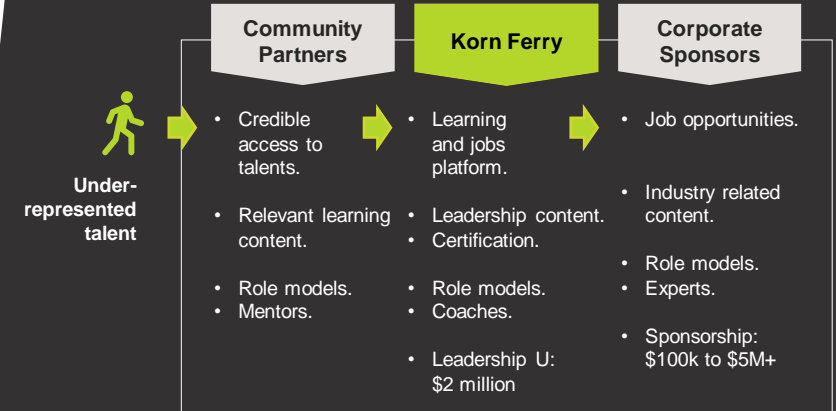 Community
Partners
Korn Ferry
Corporate
Sponsors
Under-
represented
talent
• Credible
access to
talents.
• Relevant learning
content.
• Role models.
• Mentors.
• Learning
and jobs
platform.
• Leadership content.
• Certification.
• Role models.
• Coaches.
• Leadership U:
$2 million
• Job opportunities.
• Industry related
content.
• Role models.
• Experts.
• Sponsorship:
$100k to $5M+